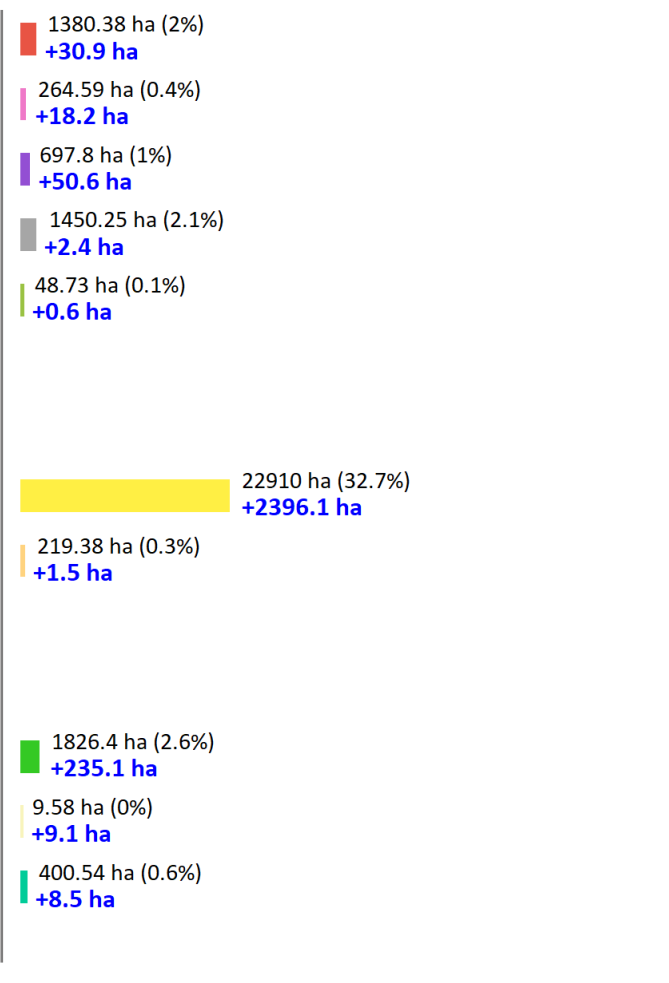 1380.38 ha (2%)
+30.9 ha
264.59 ha (0.4%)
+18.2 ha
697.8 ha (1%)
+50.6 ha
1450.25 ha (2.1%)
+2.4 ha
48.73 ha (0.1%)
+0.6 ha
22910 ha (32.7%)
+2396.1 ha
219.38 ha (0.3%)
+1.5 ha
1826.4 ha (2.6%)
+235.1 ha
9.58 ha (0%)
+9.1 ha
400.54 ha (0.6%)
+8.5 ha